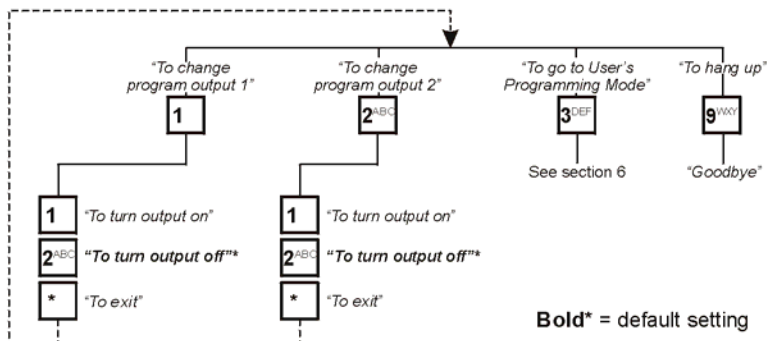 “To change
program output 1”
1
“To change
program output 2”
2ABC
“To go to User’s
Programming Mode”
3DEF
See section 6
“To hang up”
9WXY
“Goodbye”
1 “To turn output on”
2ABC “To turn output off”*
* “To exit”
1 “To turn output on”
2ABC “To turn output off”*
* “To exit”
Bold* = default setting